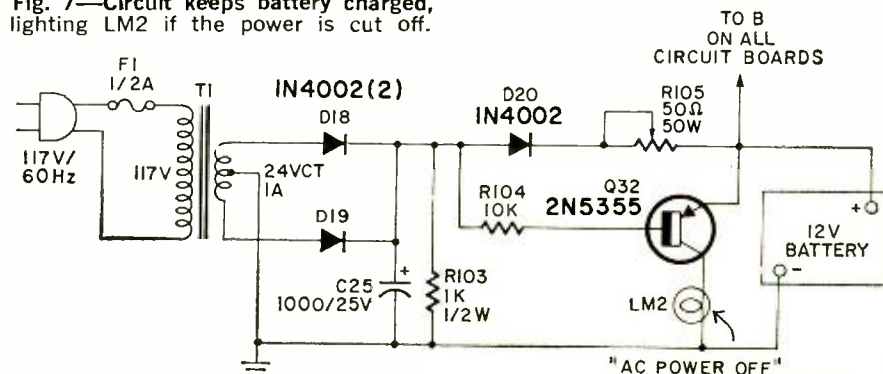 Fig. 7—Circuit keeps battery charged,
lighting LM2 if the power is cut off.
TO B
ON ALL
CIRCUIT BOARDS
F1
1/2A
T1
1N4002(2)
D18
D20
1N4002
R105
50Ω
50W
117V/
60Hz
117V
24VCT
1A
R104
10K
Q32
2N5355
D19
+
12V
BATTERY
-
C25
1000/25V
+
R103
1K
1/2W
LM2
"AC POWER OFF"